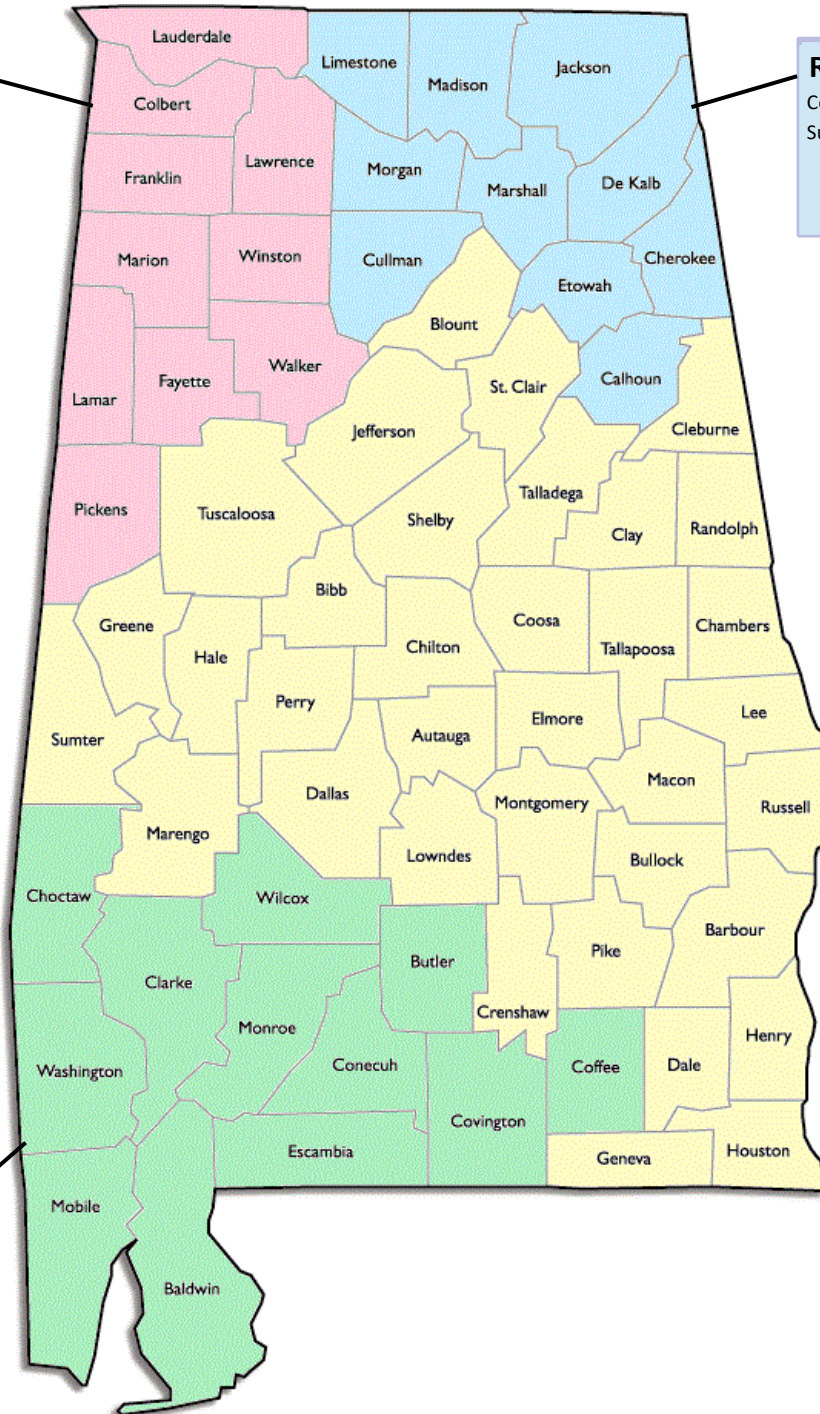 Lauderdale
Limestone
Madison
Jackson
Colbert
Lawrence
Franklin
Morgan
Marshall
De Kalb
Marion
Winston
Cullman
Cherokee
Etowah
Blount
Walker
St. Clair
Calhoun
Fayette
Lamar
Jefferson
Cleburne
Pickens
Tuscaloosa
Shelby
Talladega
Clay
Randolph
Bibb
Greene
Hale
Chilton
Coosa
Tallapoosa
Chambers
Perry
Autauga
Elmore
Lee
Sumter
Dallas
Macon
Montgomery
Russell
Marengo
Lowndes
Bullock
Choctaw
Wilcox
Barbour
Butler
Pike
Clarke
Crenshaw
Monroe
Henry
Conecuh
Coffee
Dale
Washington
Covington
Escambia
Geneva
Houston
Mobile
Baldwin